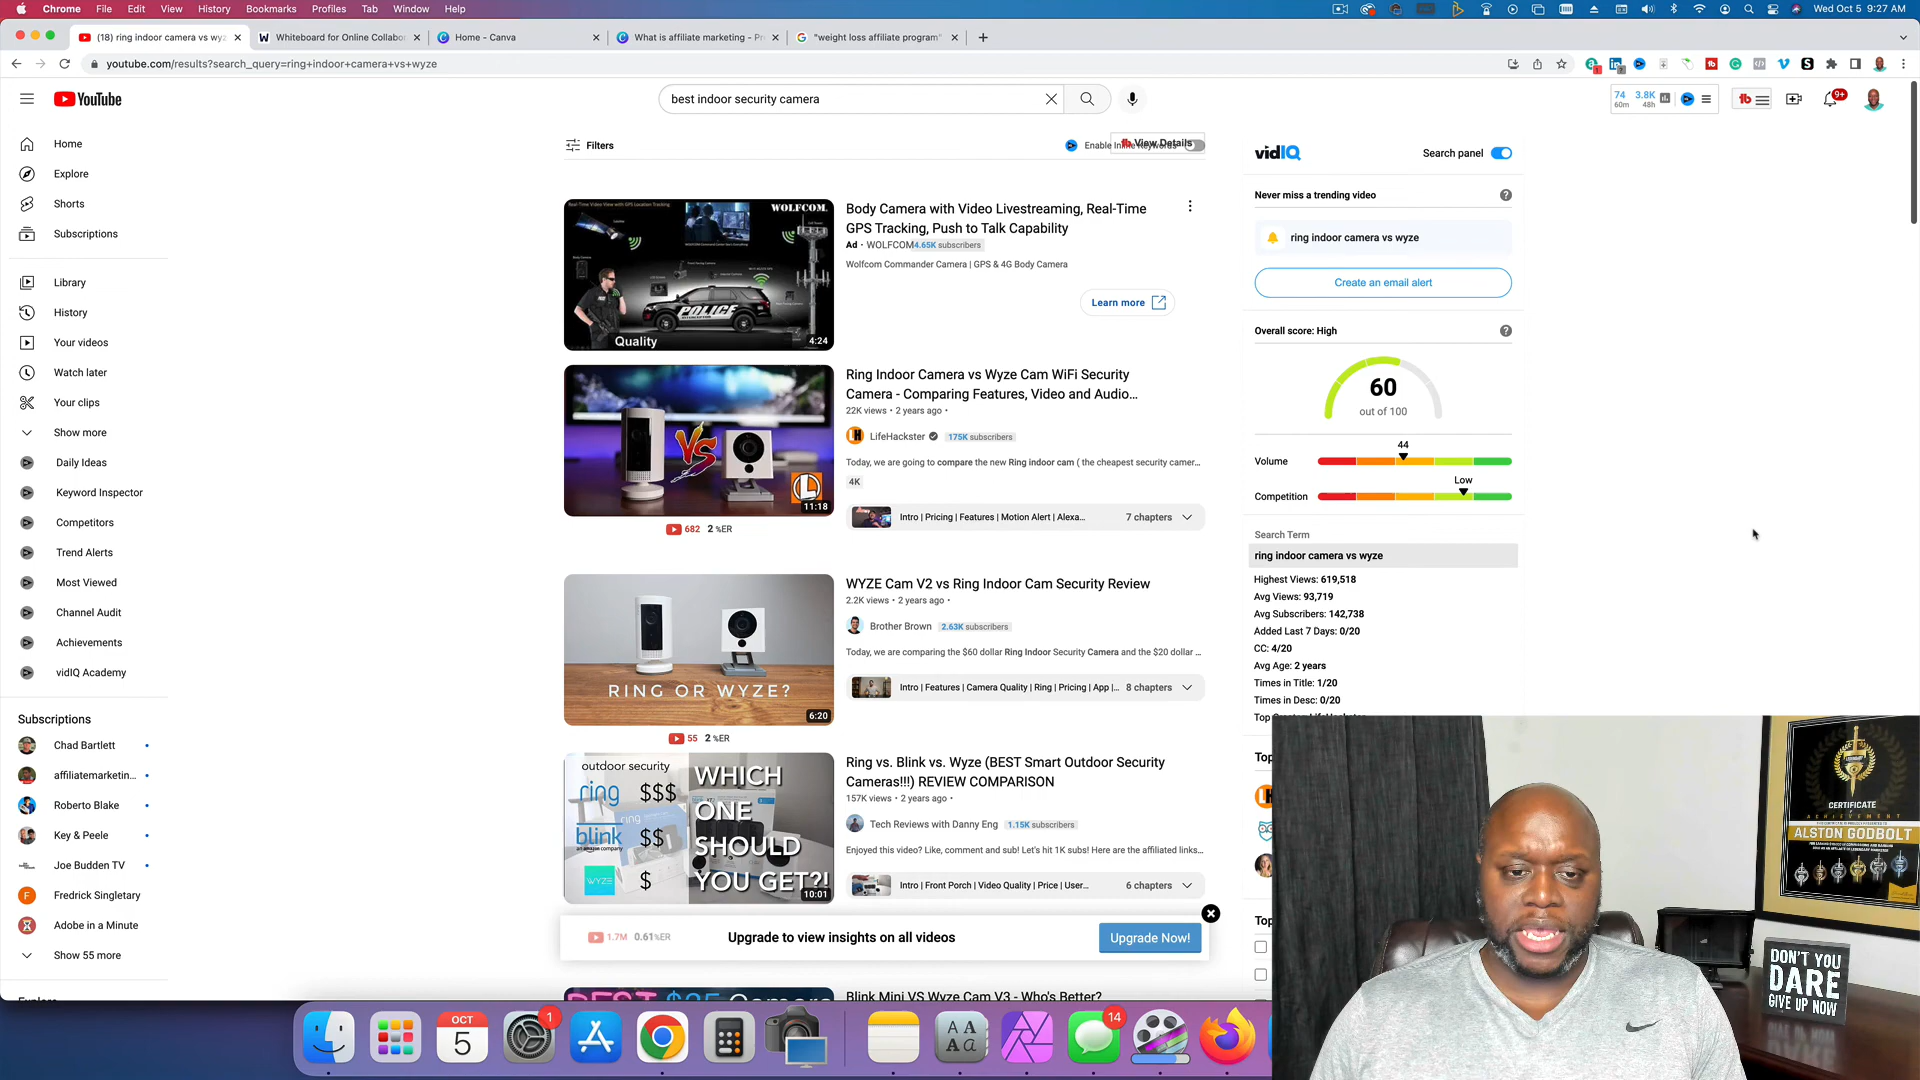 Chrome File Edit View History Bookmarks Profiles Tab Window Help Wed Oct 5 9:27 AM
(18) ring indoor camera vs wy
Whiteboard for Online Collabo
Home - Canva
What is affiliate marketing - Pr
"weight loss affiliate program"
youtube.com/results?search_query=ring+indoor+camera+vs+wyze
YouTube
best indoor security camera
74 3.8K
60m 48h
9+
Home
Explore
Shorts
Subscriptions
Library
History
Your videos
Watch later
Your clips
Show more
Daily Ideas
Keyword Inspector
Competitors
Trend Alerts
Most Viewed
Channel Audit
Achievements
vidIQ Academy
Subscriptions
Chad Bartlett
affiliatemarketin...
Roberto Blake
Key & Peele
Joe Budden TV
Fredrick Singletary
Adobe in a Minute
Show 55 more
Filters
View Details
WOLFCOM
POLICE
Quality
4:24
Body Camera with Video Livestreaming, Real-Time
GPS Tracking, Push to Talk Capability
Ad • WOLFCOM 4.65K subscribers
Wolfcom Commander Camera | GPS & 4G Body Camera
Learn more
VS
11:18
682 2 %ER
Ring Indoor Camera vs Wyze Cam WiFi Security
Camera - Comparing Features, Video and Audio...
22K views • 2 years ago •
LifeHackster 175K subscribers
Today, we are going to compare the new Ring indoor cam ( the cheapest security camer...
4K
Intro | Pricing | Features | Motion Alert | Alexa... 7 chapters
RING OR WYZE?
6:20
55 2 %ER
WYZE Cam V2 vs Ring Indoor Cam Security Review
2.2K views • 2 years ago •
Brother Brown 2.63K subscribers
Today, we are comparing the $60 dollar Ring Indoor Security Camera and the $20 dollar ...
Intro | Features | Camera Quality | Ring | Pricing | App |... 8 chapters
outdoor security
ring $$$
blink $$
WYZE $
WHICH
ONE
SHOULD
YOU GET?!
10:01
Ring vs. Blink vs. Wyze (BEST Smart Outdoor Security
Cameras!!!) REVIEW COMPARISON
157K views • 2 years ago •
Tech Reviews with Danny Eng 1.15K subscribers
Enjoyed this video? Like, comment and sub! Let's hit 1K subs! Here are the affiliated links...
Intro | Front Porch | Video Quality | Price | User... 6 chapters
1.7M 0.61%ER
Upgrade to view insights on all videos
Upgrade Now!
Blink Mini VS Wyze Cam V3 - Who's Better?
vidIQ
Search panel
Never miss a trending video
ring indoor camera vs wyze
Create an email alert
Overall score: High
60
out of 100
44
Volume
Low
Competition
Search Term
ring indoor camera vs wyze
Highest Views: 619,518
Avg Views: 93,719
Avg Subscribers: 142,738
Added Last 7 Days: 0/20
CC: 4/20
Avg Age: 2 years
Times in Title: 1/20
Times in Desc: 0/20
CERTIFICATE
ACHIEVEMENT
ALSTON GODBOLT
DON'T YOU
DARE
GIVE UP NOW
OCT
5
1
14